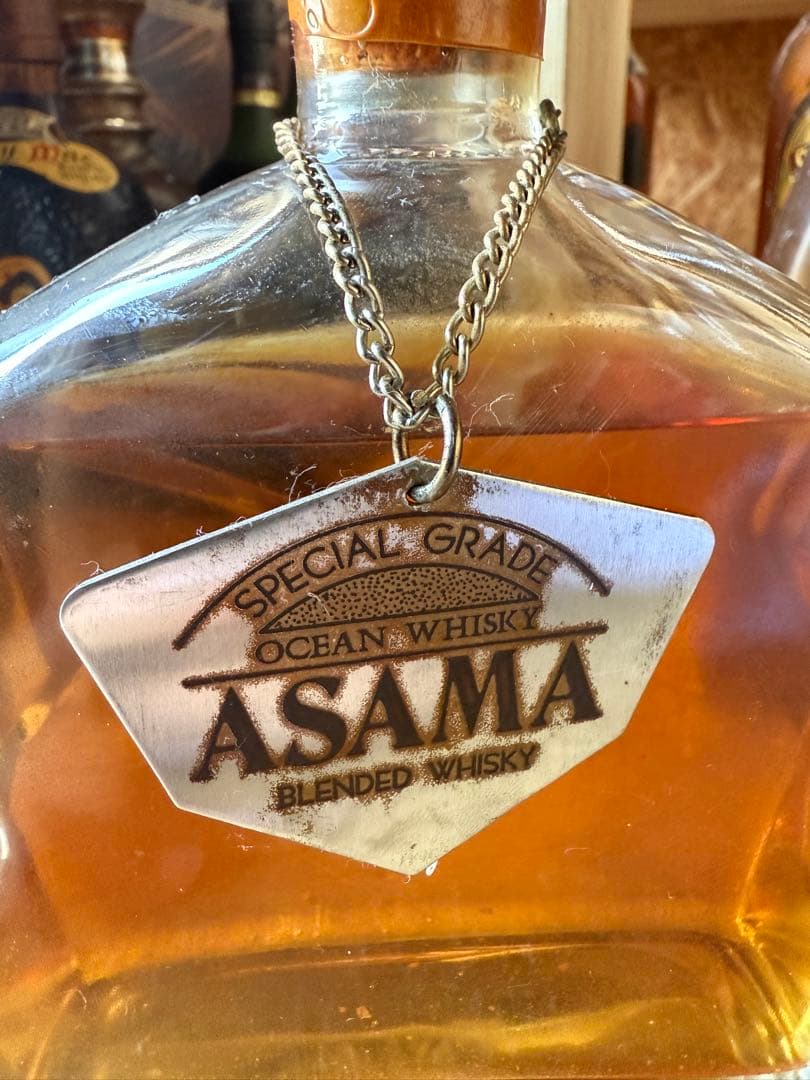 SPECIAL GRADE
OCEAN WHISKY
ASAMA
BLENDED WHISKY